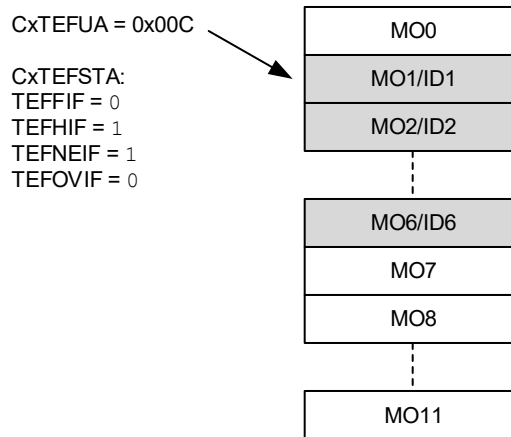 CxTEFUA = 0x00C
CxTEFSTA:
TEFFIF = 0
TEFHIF = 1
TEFNEIF = 1
TEFOVIF = 0
MO0
MO1/ID1
MO2/ID2
MO6/ID6
MO7
MO8
MO11